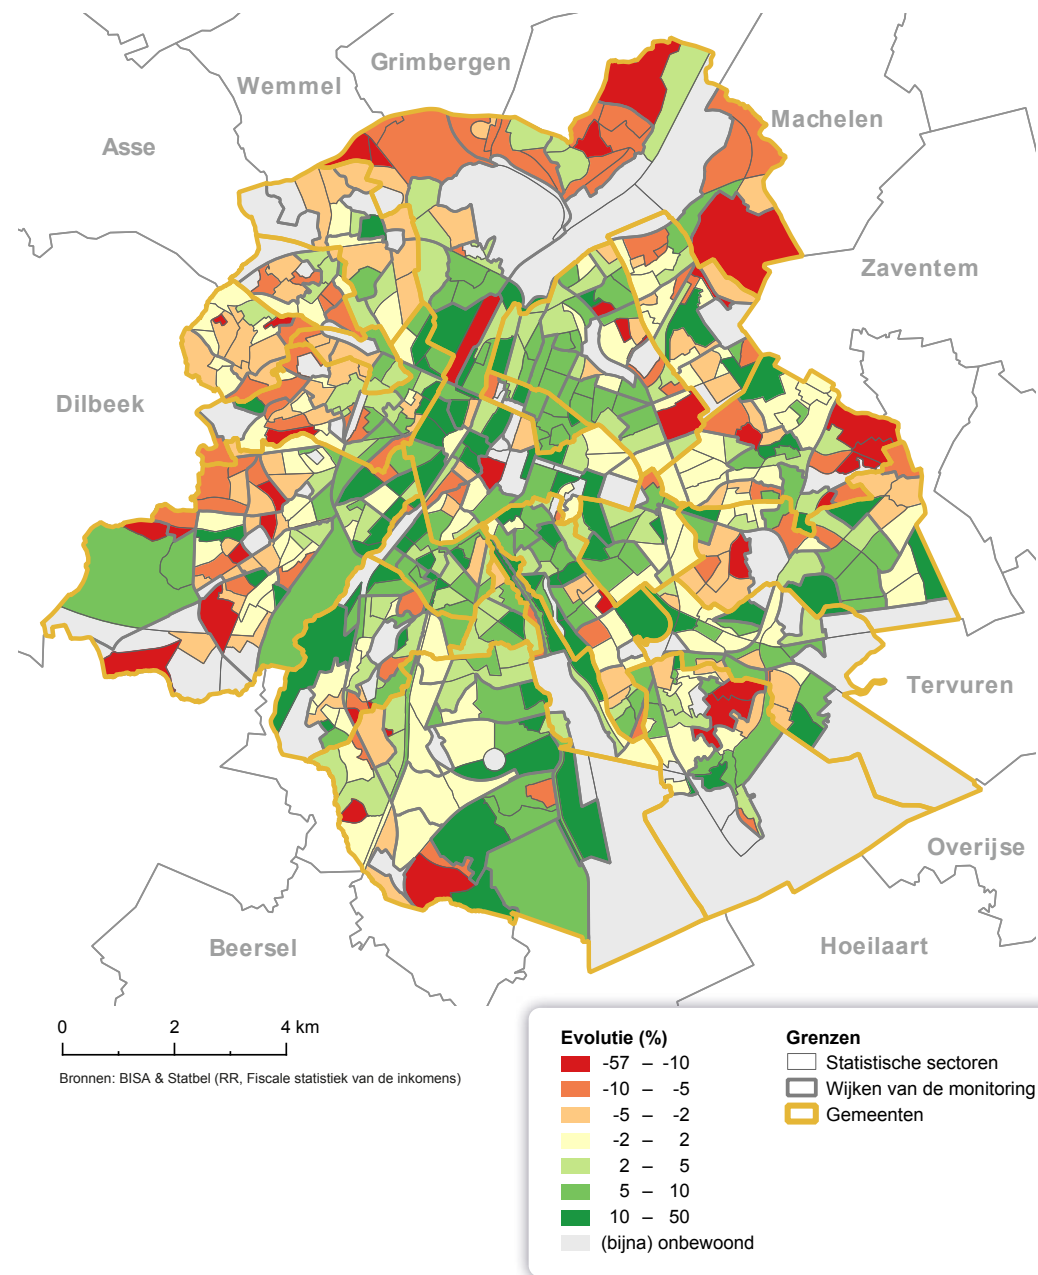 Grimbergen
Wemmel
Machelen
Asse
Zaventem
Dilbeek
Tervuren
Overijse
Beersel
Hoeilaart
0 2 4 km
Bronnen: BISA & Statbel (RR, Fiscale statistiek van de inkomens)
Evolutie (%)
-57 – -10
-10 – -5
-5 – -2
-2 – 2
2 – 5
5 – 10
10 – 50
(bijna) onbewoond
Grenzen
Statistische sectoren
Wijken van de monitoring
Gemeenten